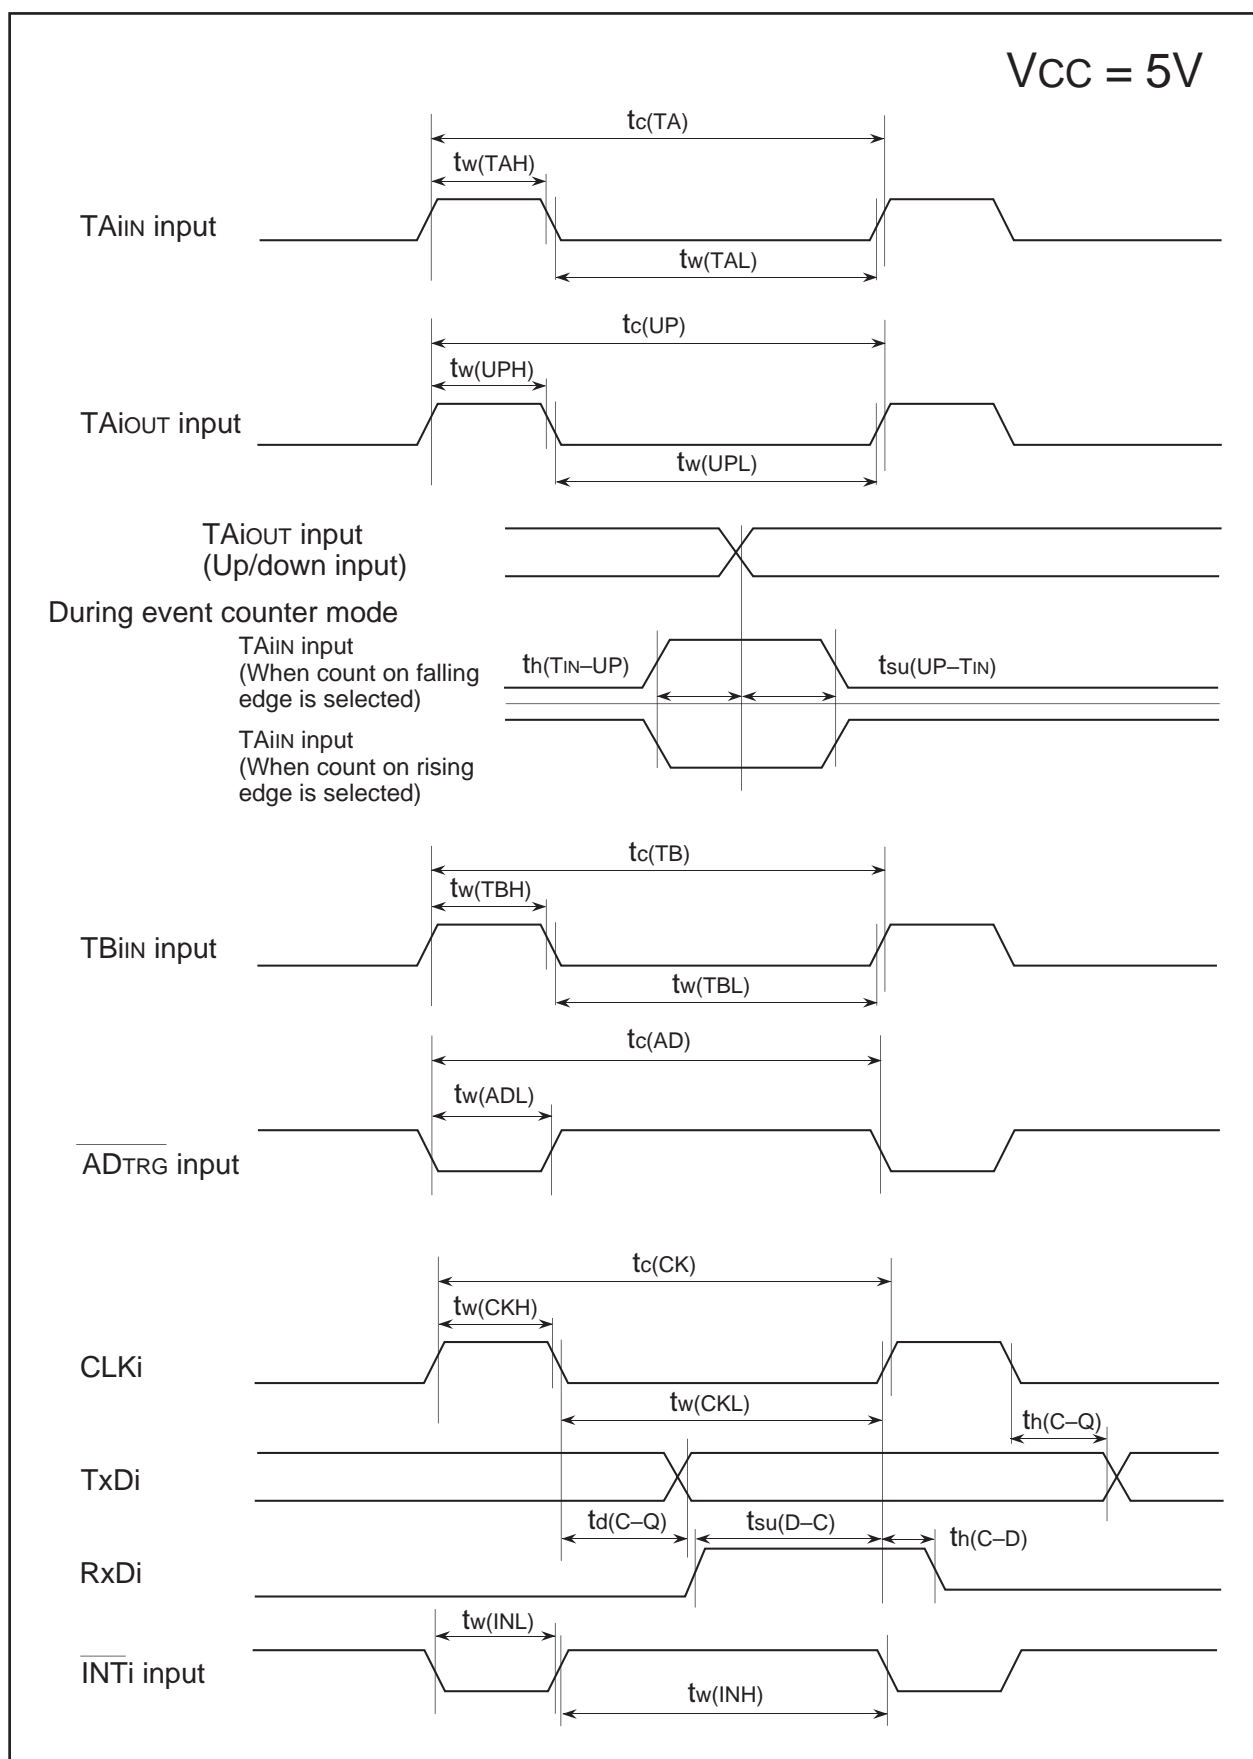 VCC = 5V
tc(TA)
tw(TAH)
TAiIN input
tw(TAL)
tc(UP)
tw(UPH)
TAiOUT input
tw(UPL)
TAiOUT input
(Up/down input)
During event counter mode
TAiIN input
(When count on falling
edge is selected)
th(TIN–UP)
tsu(UP–TIN)
TAiIN input
(When count on rising
edge is selected)
tc(TB)
tw(TBH)
TBiIN input
tw(TBL)
tc(AD)
tw(ADL)
ADTRG input
tc(CK)
tw(CKH)
CLKi
tw(CKL)
th(C–Q)
TxDi
td(C–Q)
tsu(D–C)
th(C–D)
RxDi
tw(INL)
INTi input
tw(INH)